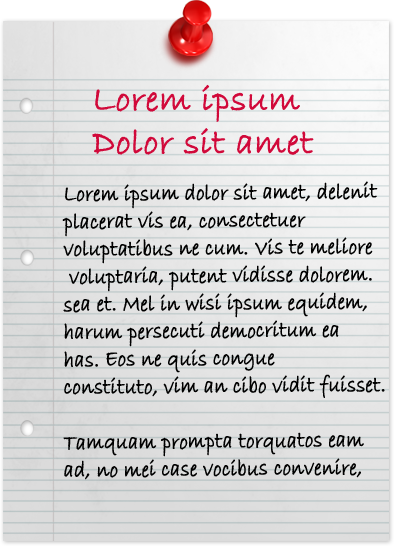 Lorem ipsum
Dolor sit amet
Lorem ipsum dolor sit amet, delenit
placerat vis ea, consectetuer
voluptatibus ne cum. Vis te meliore
voluptaria, putent vidisse dolorem.
sea et. Mel in wisi ipsum equidem,
harum persecuti democritum ea
has. Eos ne quis congue
constituto, vim an cibo vidit fuisset.
Tamquam prompta torquatos eam
ad, no mei case vocibus convenire,